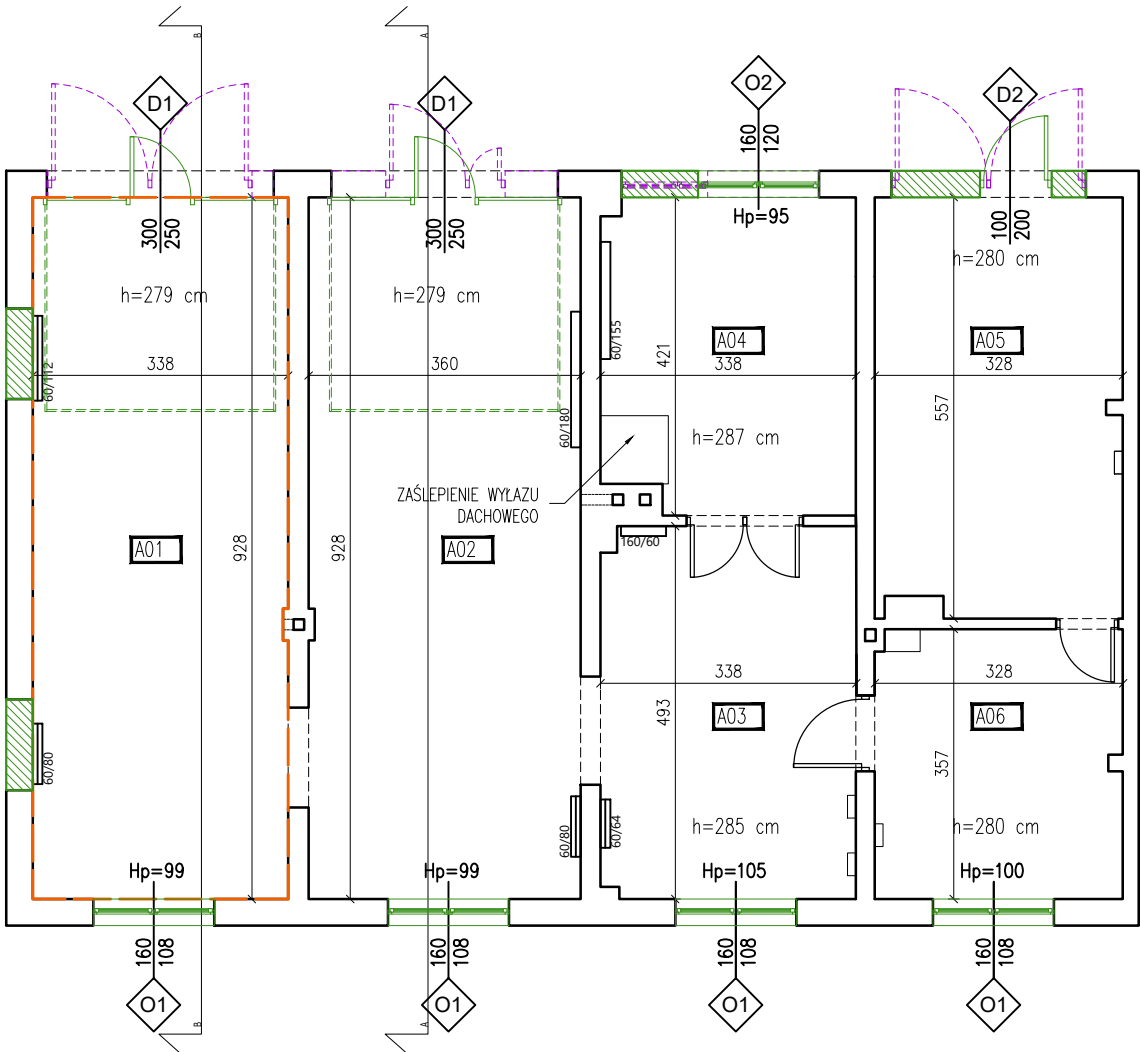 B
A
D1
D1
O2
D2
160
120
300
250
300
250
Hp=95
100
200
h=279 cm
h=279 cm
h=280 cm
60/112
338
360
60/180
60/155
421
A04
338
A05
328
557
h=287 cm
ZAŚLEPIENIE WYŁAZU
DACHOWEGO
160/60
A01
928
928
A02
338
328
493
A03
A06
357
60/80
60/80
60/64
h=285 cm
h=280 cm
Hp=99
Hp=99
Hp=105
Hp=100
160
108
160
108
160
108
160
108
O1
O1
O1
O1
B
A